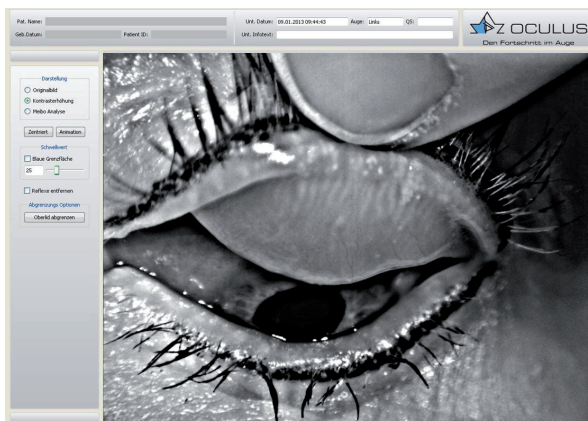 Pat. Name:
Geb.Datum:
Patient ID:
Unt. Datum: 09.01.2013 09:44:43
Auge: Links
QS:
Unt. Infotext:
OCULUS
Den Fortschritt im Auge
Darstellung
Originalbild
Kontrasterhöhung
Meibo Analyse
Zentriert
Animation
Schwellwert
Blaue Grenzfläche
25
Reflexe entfernen
Abgrenzungs Optionen
Oberlid abgrenzen